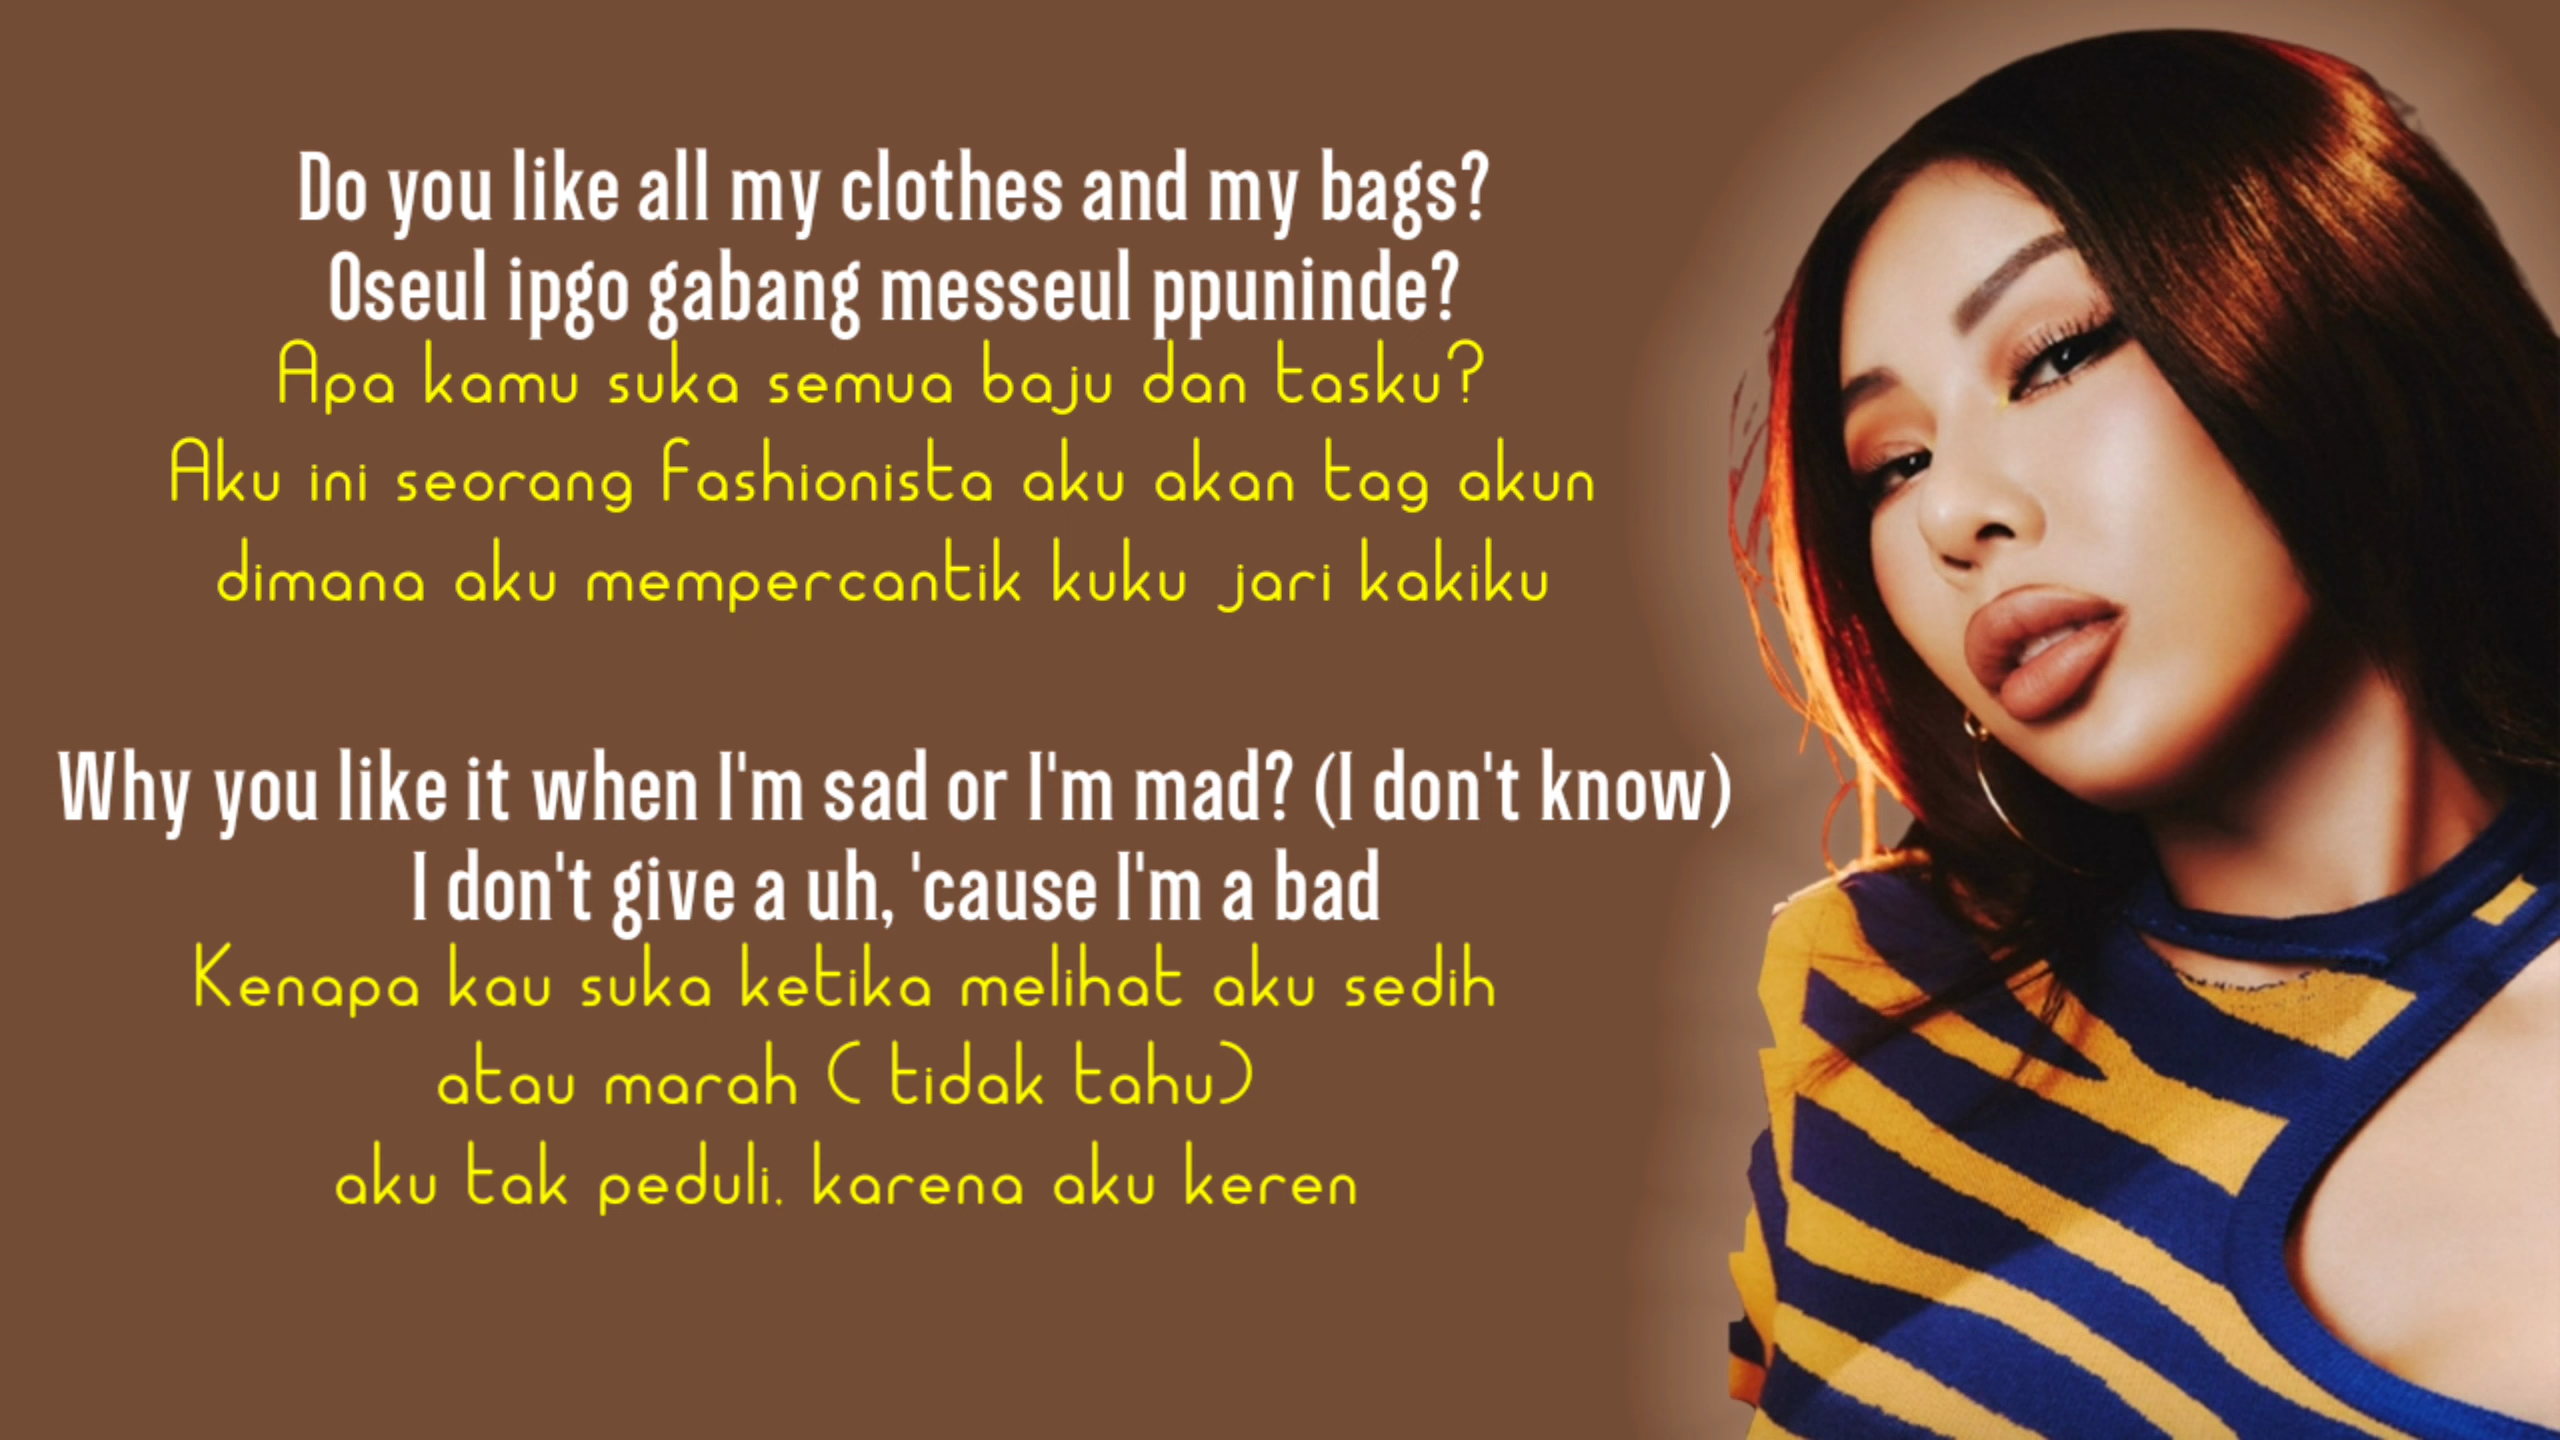 Do you like all my clothes and my bags?
Oseul ipgo gabang messeul ppuninde?
Apa kamu suka semua baju dan tasku?
Aku ini seorang fashionista aku akan tag akun
dimana aku mempercantik kuku jari kakiku
Why you like it when I'm sad or I'm mad? (I don't know)
I don't give a uh, 'cause I'm a bad
Kenapa kau suka ketika melihat aku sedih
atau marah ( tidak tahu)
aku tak peduli. karena aku keren